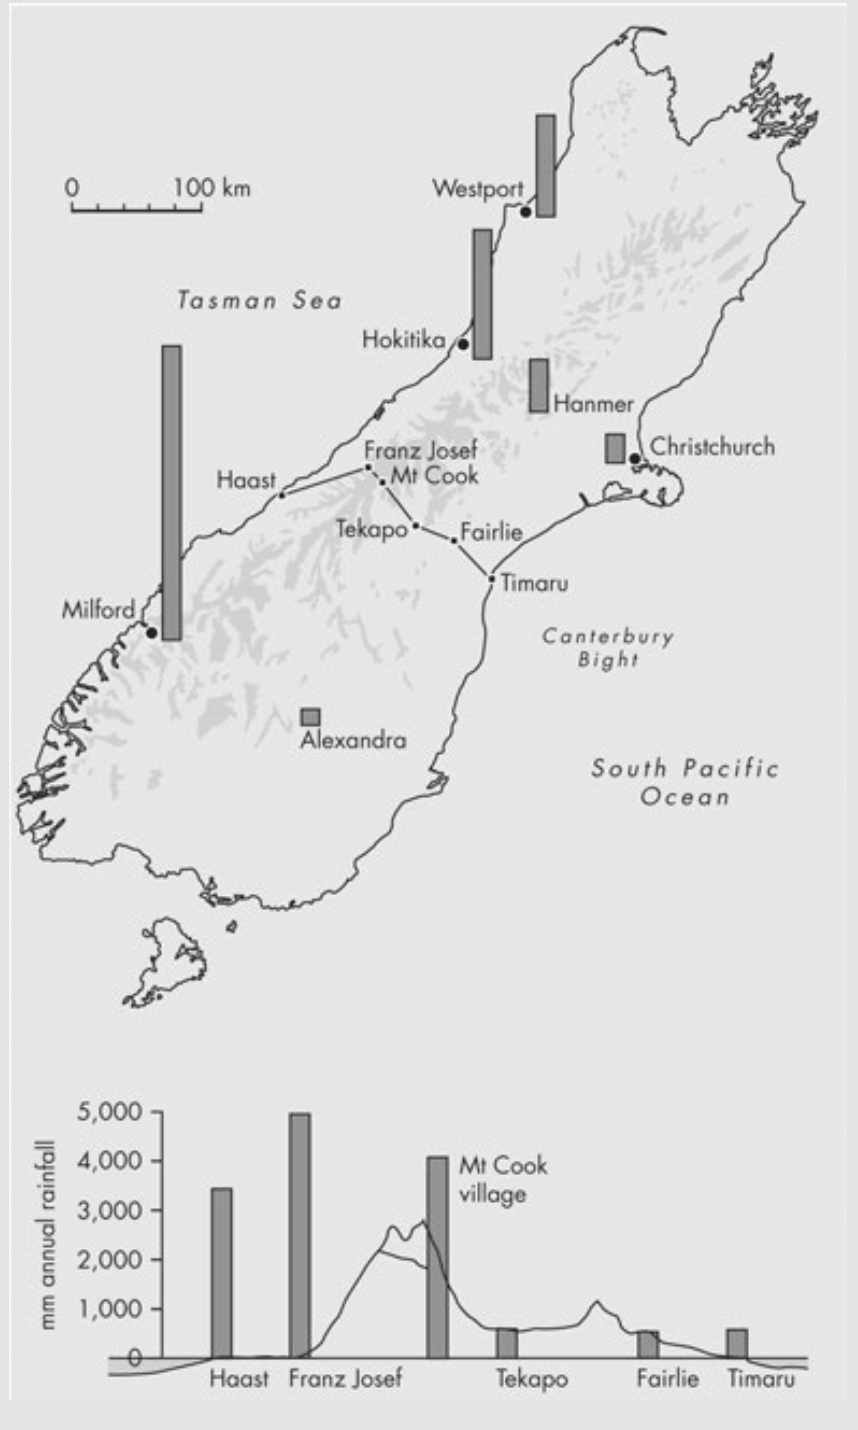 0
100 km
Westport
Tasman Sea
Hokitika
Hanmer
Christchurch
Franz Josef
Haast
Mt Cook
Tekapo
Fairlie
Timaru
Milford
Canterbury
Bight
Alexandra
South Pacific
Ocean
mm annual rainfall
5,000
4,000
3,000
2,000
1,000
0
Mt Cook
village
Haast
Franz Josef
Tekapo
Fairlie
Timaru